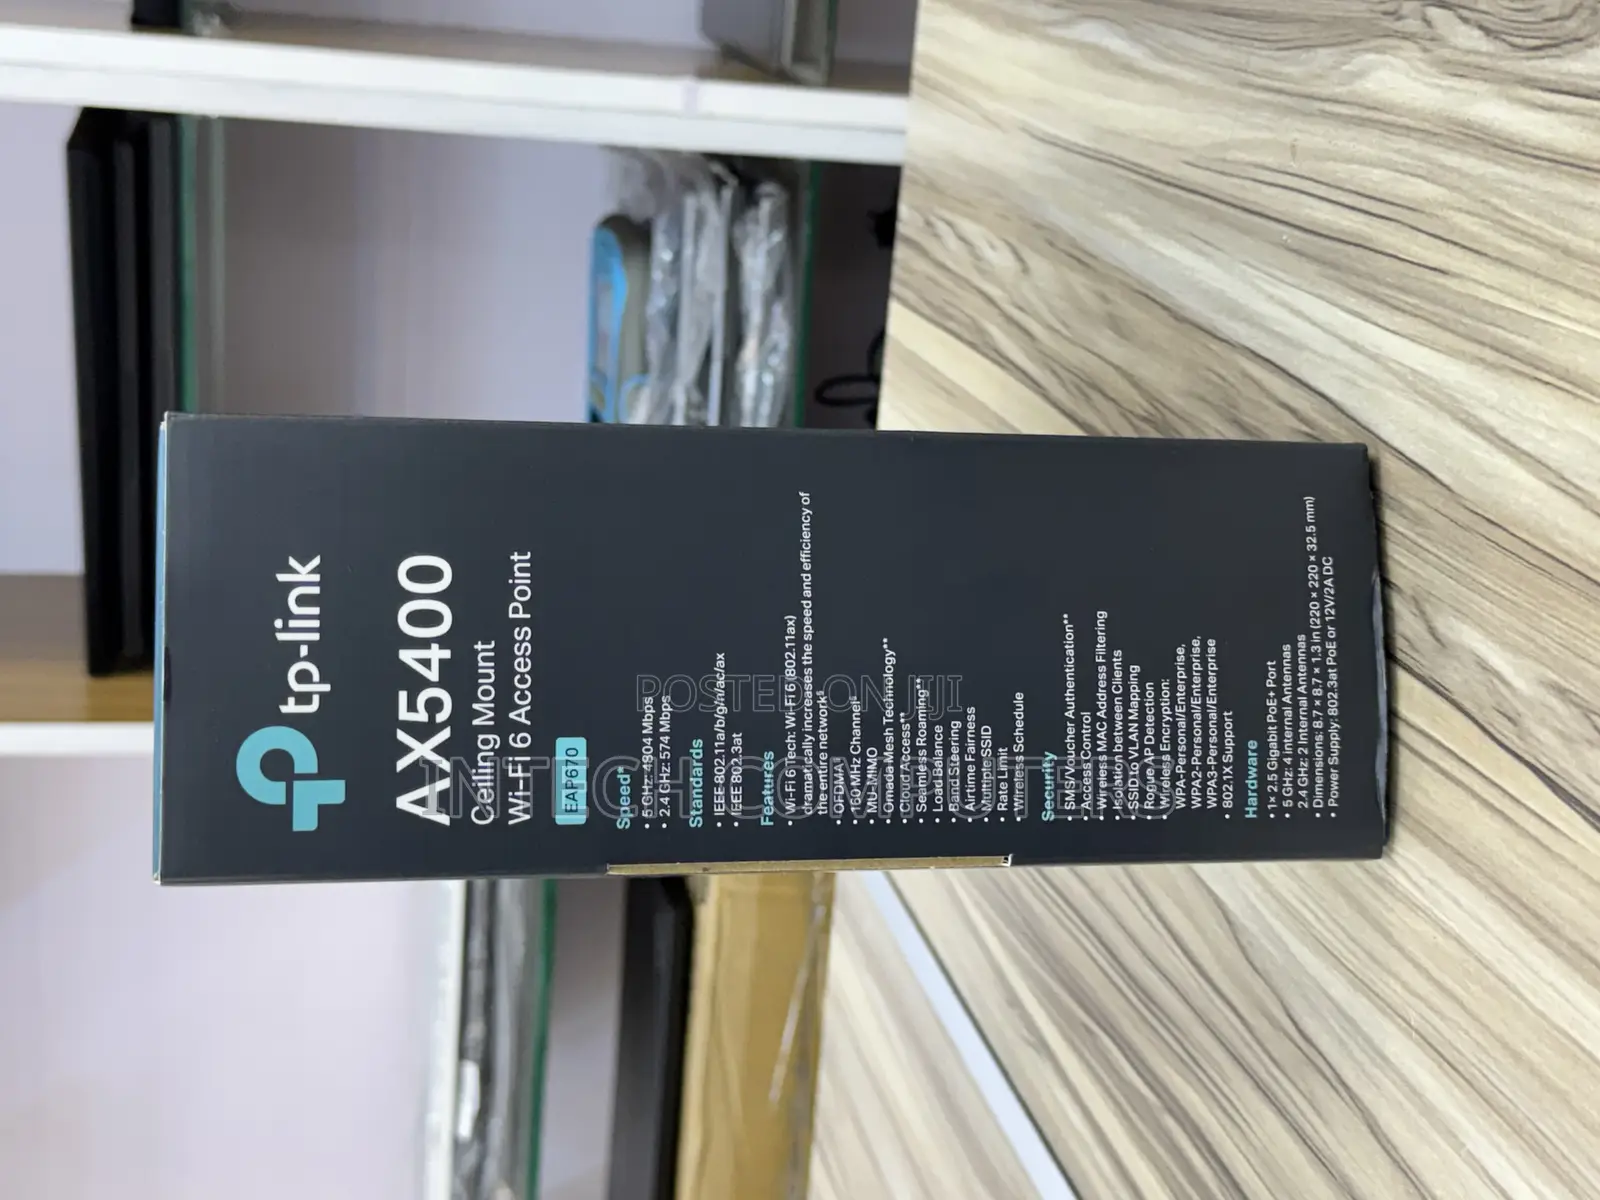 tp-link
AX5400
Ceiling Mount
Wi-Fi 6 Access Point
EAP670
Speed†
• 5 GHz: 4804 Mbps
• 2.4 GHz: 574 Mbps
Standards
• IEEE 802.11a/b/g/n/ac/ax
• IEEE 802.3at
Features
• Wi-Fi 6 Tech: Wi-Fi 6 (802.11ax)
dramatically increases the speed and efficiency of
the entire network§
• OFDMA‡
• 160 MHz Channel‡
• MU-MIMO
• Omada Mesh Technology**
• Cloud Access**
• Seamless Roaming**
• Load Balance
• Band Steering
• Airtime Fairness
• Multiple SSID
• Rate Limit
• Wireless Schedule
Security
• SMS/Voucher Authentication**
• Access Control
• Wireless MAC Address Filtering
• Isolation between Clients
• SSID to VLAN Mapping
• Rogue AP Detection
• Wireless Encryption:
WPA-Personal/Enterprise,
WPA2-Personal/Enterprise,
WPA3-Personal/Enterprise
• 802.1X Support
Hardware
• 1× 2.5 Gigabit PoE+ Port
• 5 GHz: 4 Internal Antennas
2.4 GHz: 2 Internal Antennas
• Dimensions: 8.7 × 8.7 × 1.3 in (220 × 220 × 32.5 mm)
• Power Supply: 802.3at PoE or 12V/2A DC
POSTED ON JIJI
INTECH COMPUTER